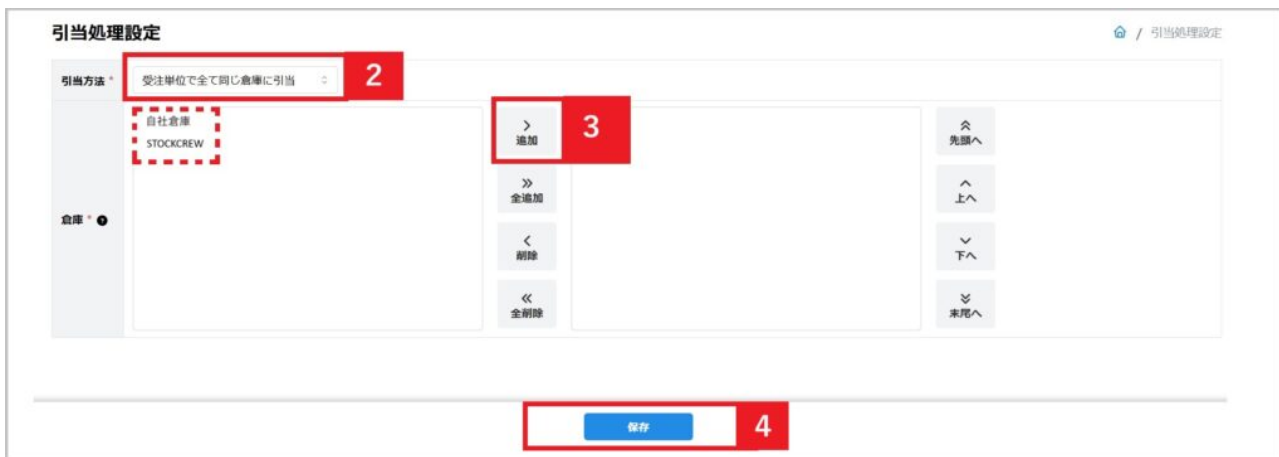 引当処理設定
/ 引当処理設定
引当方法 *
受注単位で全て同じ倉庫に引当
2
自社倉庫
STOCKCREW
倉庫 * ?
追加
3
全追加
削除
全削除
先頭へ
上へ
下へ
末尾へ
保存
4